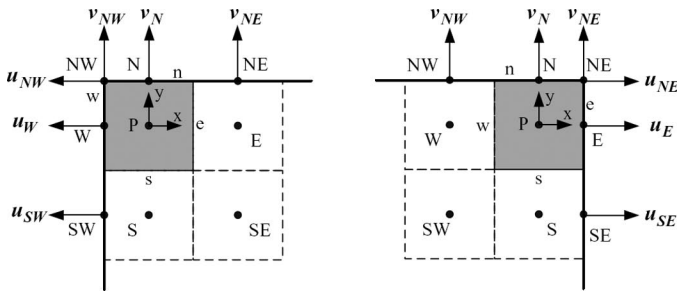 v_NW v_N v_NE
NW N n NE
u_NW
w
y
u_W P x e
W E
s
u_SW
SW S SE
v_NW v_N v_NE
NW n N NE
u_NE
y e
W w P x u_E
E
s
u_SE
SW S SE